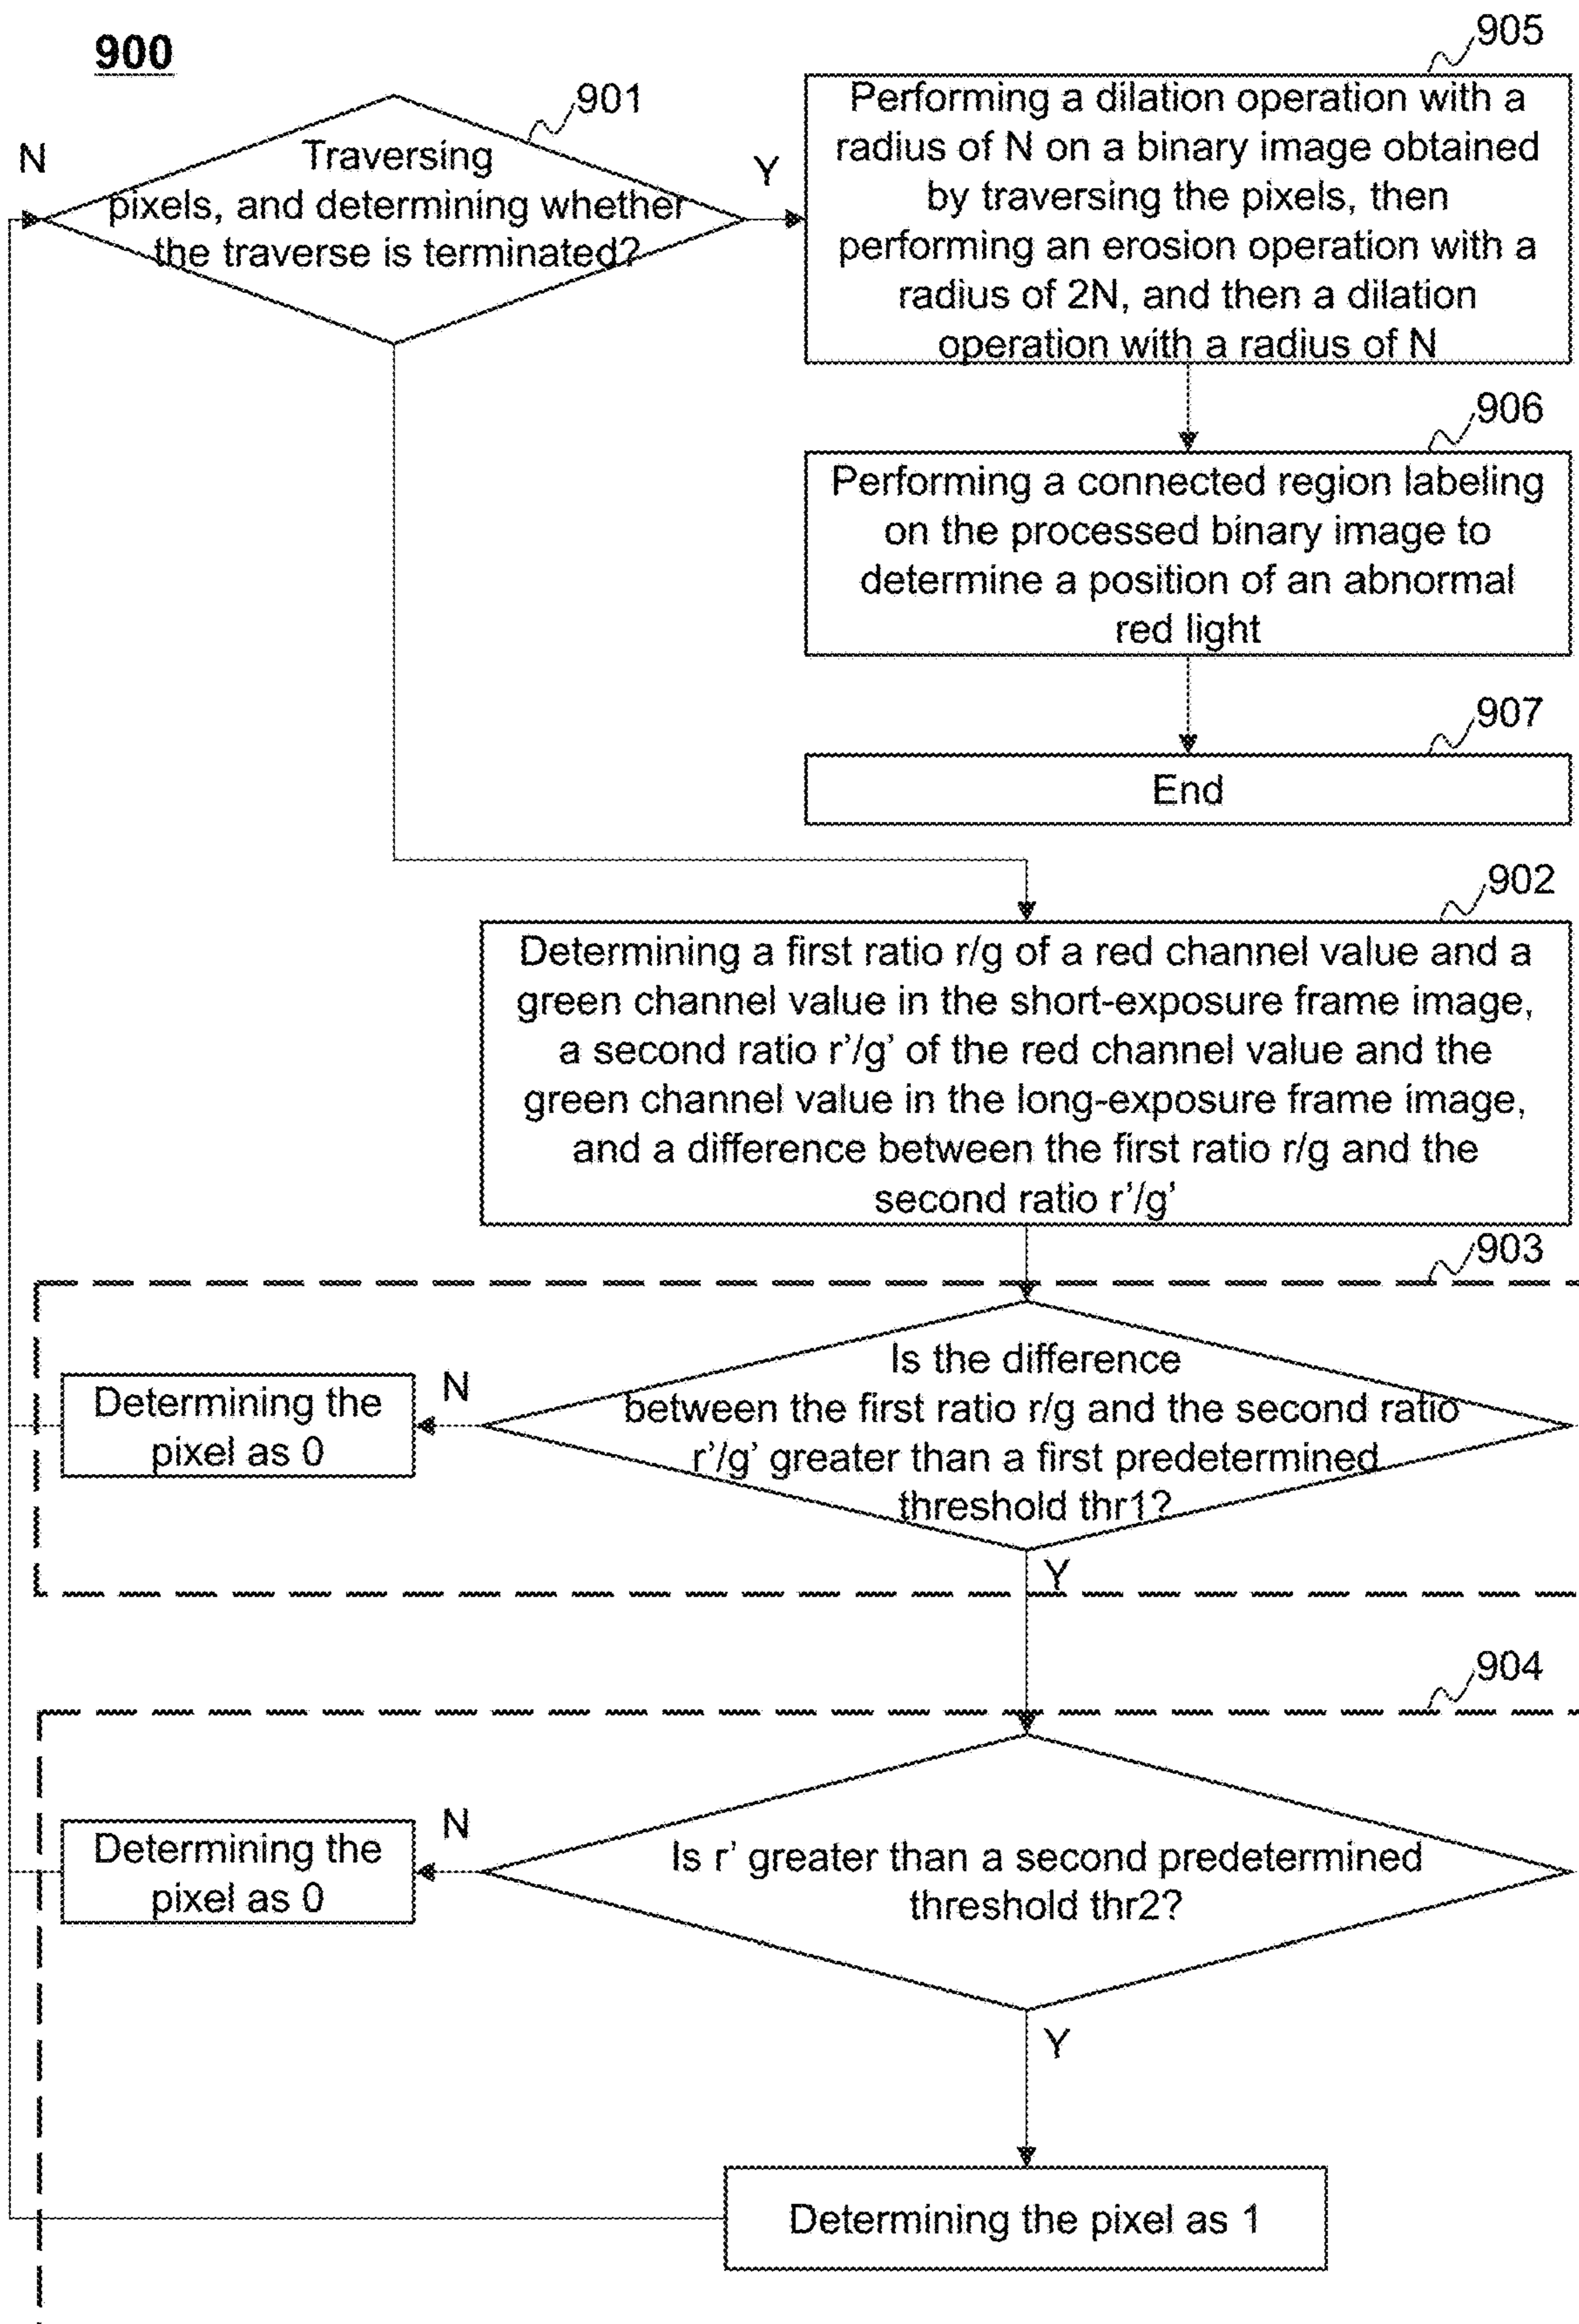 900
901
N
Traversing
pixels, and determining whether
the traverse is terminated?
Y
905
Performing a dilation operation with a
radius of N on a binary image obtained
by traversing the pixels, then
performing an erosion operation with a
radius of 2N, and then a dilation
operation with a radius of N
906
Performing a connected region labeling
on the processed binary image to
determine a position of an abnormal
red light
907
End
902
Determining a first ratio r/g of a red channel value and a
green channel value in the short-exposure frame image,
a second ratio r'/g' of the red channel value and the
green channel value in the long-exposure frame image,
and a difference between the first ratio r/g and the
second ratio r'/g'
903
Is the difference
between the first ratio r/g and the second ratio
r'/g' greater than a first predetermined
threshold thr1?
N
Determining the
pixel as 0
Y
904
Is r' greater than a second predetermined
threshold thr2?
N
Determining the
pixel as 0
Y
Determining the pixel as 1